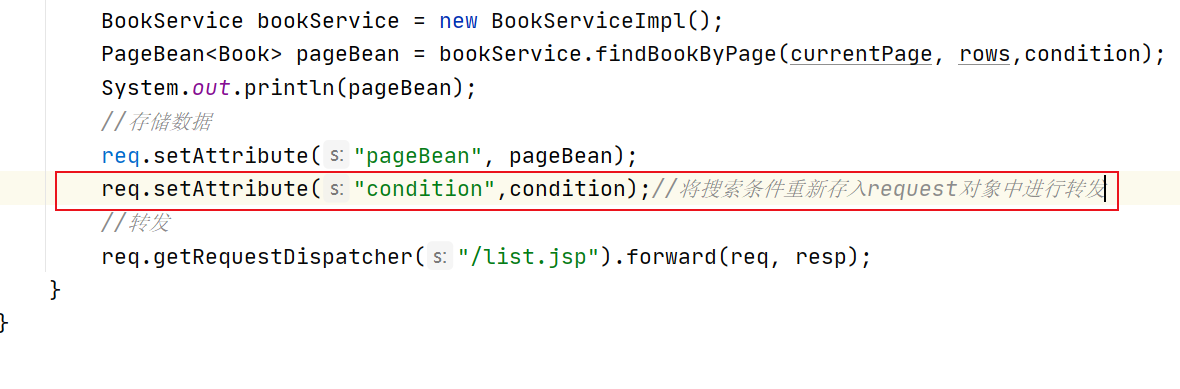 BookService bookService = new BookServiceImpl();
PageBean<Book> pageBean = bookService.findBookByPage(currentPage, rows,condition);
System.out.println(pageBean);
//存储数据
req.setAttribute( s: "pageBean", pageBean);
req.setAttribute( s: "condition",condition);//将搜索条件重新存入request对象中进行转发
//转发
req.getRequestDispatcher( s: "/list.jsp").forward(req, resp);
}
}